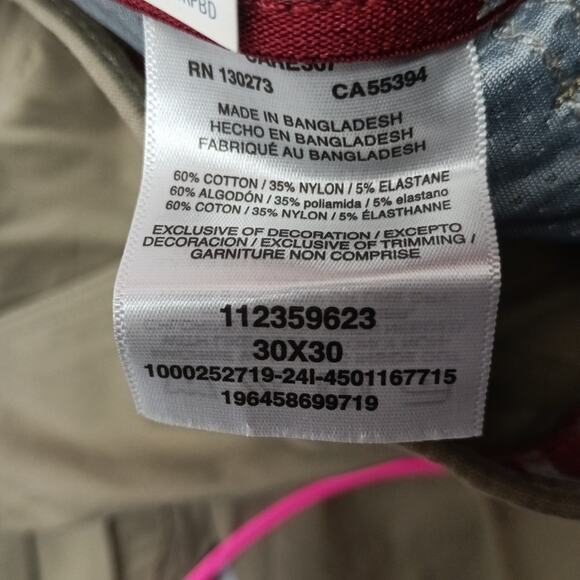 RN 130273 CA55394
MADE IN BANGLADESH
HECHO EN BANGLADESH
FABRIQUÉ AU BANGLADESH
60% COTTON / 35% NYLON / 5% ELASTANE
60% ALGODÓN / 35% poliamida / 5% elastano
60% COTON / 35% NYLON / 5% ÉLASTHANNE
EXCLUSIVE OF DECORATION / EXCEPTO
DECORACION / EXCLUSIVE OF TRIMMING /
GARNITURE NON COMPRISE
112359623
30X30
1000252719-24I-4501167715
196458699719